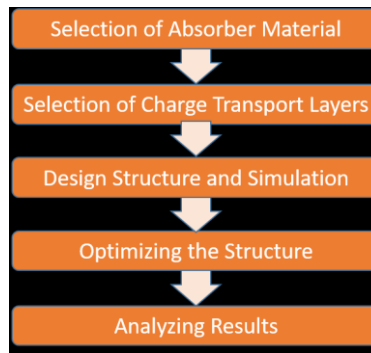 Selection of Absorber Material
Selection of Charge Transport Layers
Design Structure and Simulation
Optimizing the Structure
Analyzing Results